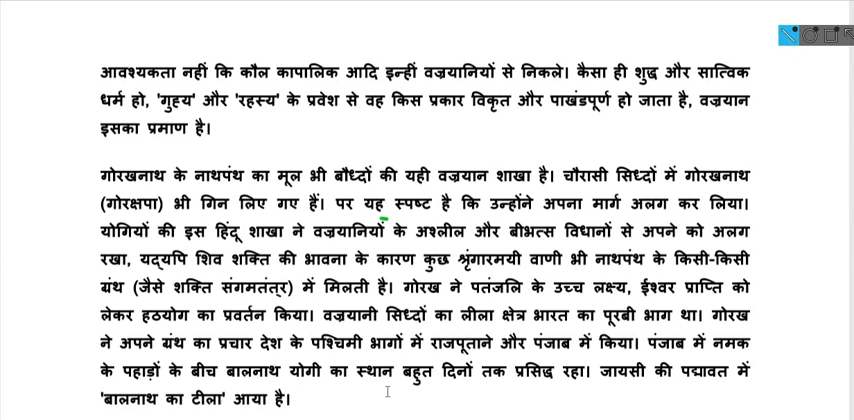 आवश्यकता नहीं कि कौल कापालिक आदि इन्हीं वज्रयानियों से निकले। कैसा ही शुद्ध और सात्विक
धर्म हो, 'गुह्य' और 'रहस्य' के प्रवेश से वह किस प्रकार विकृत और पाखंडपूर्ण हो जाता है, वज्रयान
इसका प्रमाण है।
गोरखनाथ के नाथपंथ का मूल भी बौध्दों की यही वज्रयान शाखा है। चौरासी सिध्दों में गोरखनाथ
(गोरक्षपा) भी गिन लिए गए हैं। पर यह स्पष्ट है कि उन्होंने अपना मार्ग अलग कर लिया।
योगियों की इस हिंदू शाखा ने वज्रयानियों के अश्लील और बीभत्स विधानों से अपने को अलग
रखा, यद्यपि शिव शक्ति की भावना के कारण कुछ श्रृंगारमयी वाणी भी नाथपंथ के किसी-किसी
ग्रंथ (जैसे शक्ति संगमतंत्र) में मिलती है। गोरख ने पतंजलि के उच्च लक्ष्य, ईश्वर प्राप्ति को
लेकर हठयोग का प्रवर्तन किया। वज्रयानी सिध्दों का लीला क्षेत्र भारत का पूरबी भाग था। गोरख
ने अपने ग्रंथ का प्रचार देश के पश्चिमी भागों में राजपूताने और पंजाब में किया। पंजाब में नमक
के पहाड़ों के बीच बालनाथ योगी का स्थान बहुत दिनों तक प्रसिद्ध रहा। जायसी की पद्मावत में
'बालनाथ का टीला' आया है।